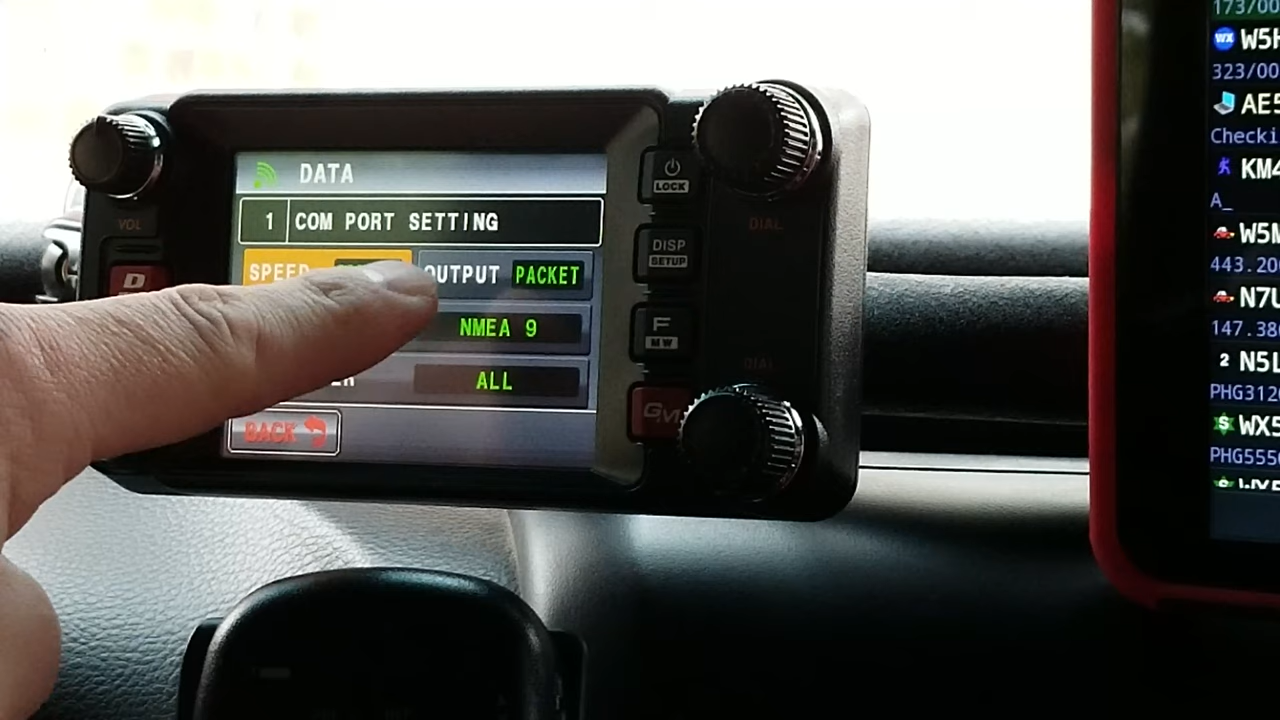 DATA
1 COM PORT SETTING
SPEED OUTPUT PACKET
NMEA 9
ALL
BACK
VOL
D
LOCK
DISP
SETUP
F
MW
GM
DIAL
DIAL
173/00
WX W5H
323/00
AE5
Checki
KM4
A_
W5M
443.20
N7U
147.38
2 N5L
PHG312
S WX5
PHG555